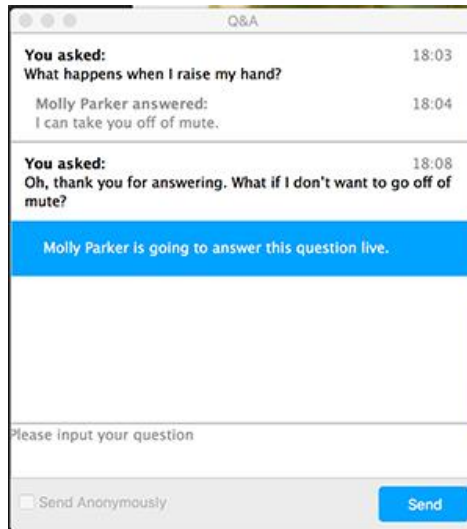 Q&A
You asked: 18:03
What happens when I raise my hand?
Molly Parker answered: 18:04
I can take you off of mute.
You asked: 18:08
Oh, thank you for answering. What if I don't want to go off of
mute?
Molly Parker is going to answer this question live.
Please input your question
Send Anonymously
Send